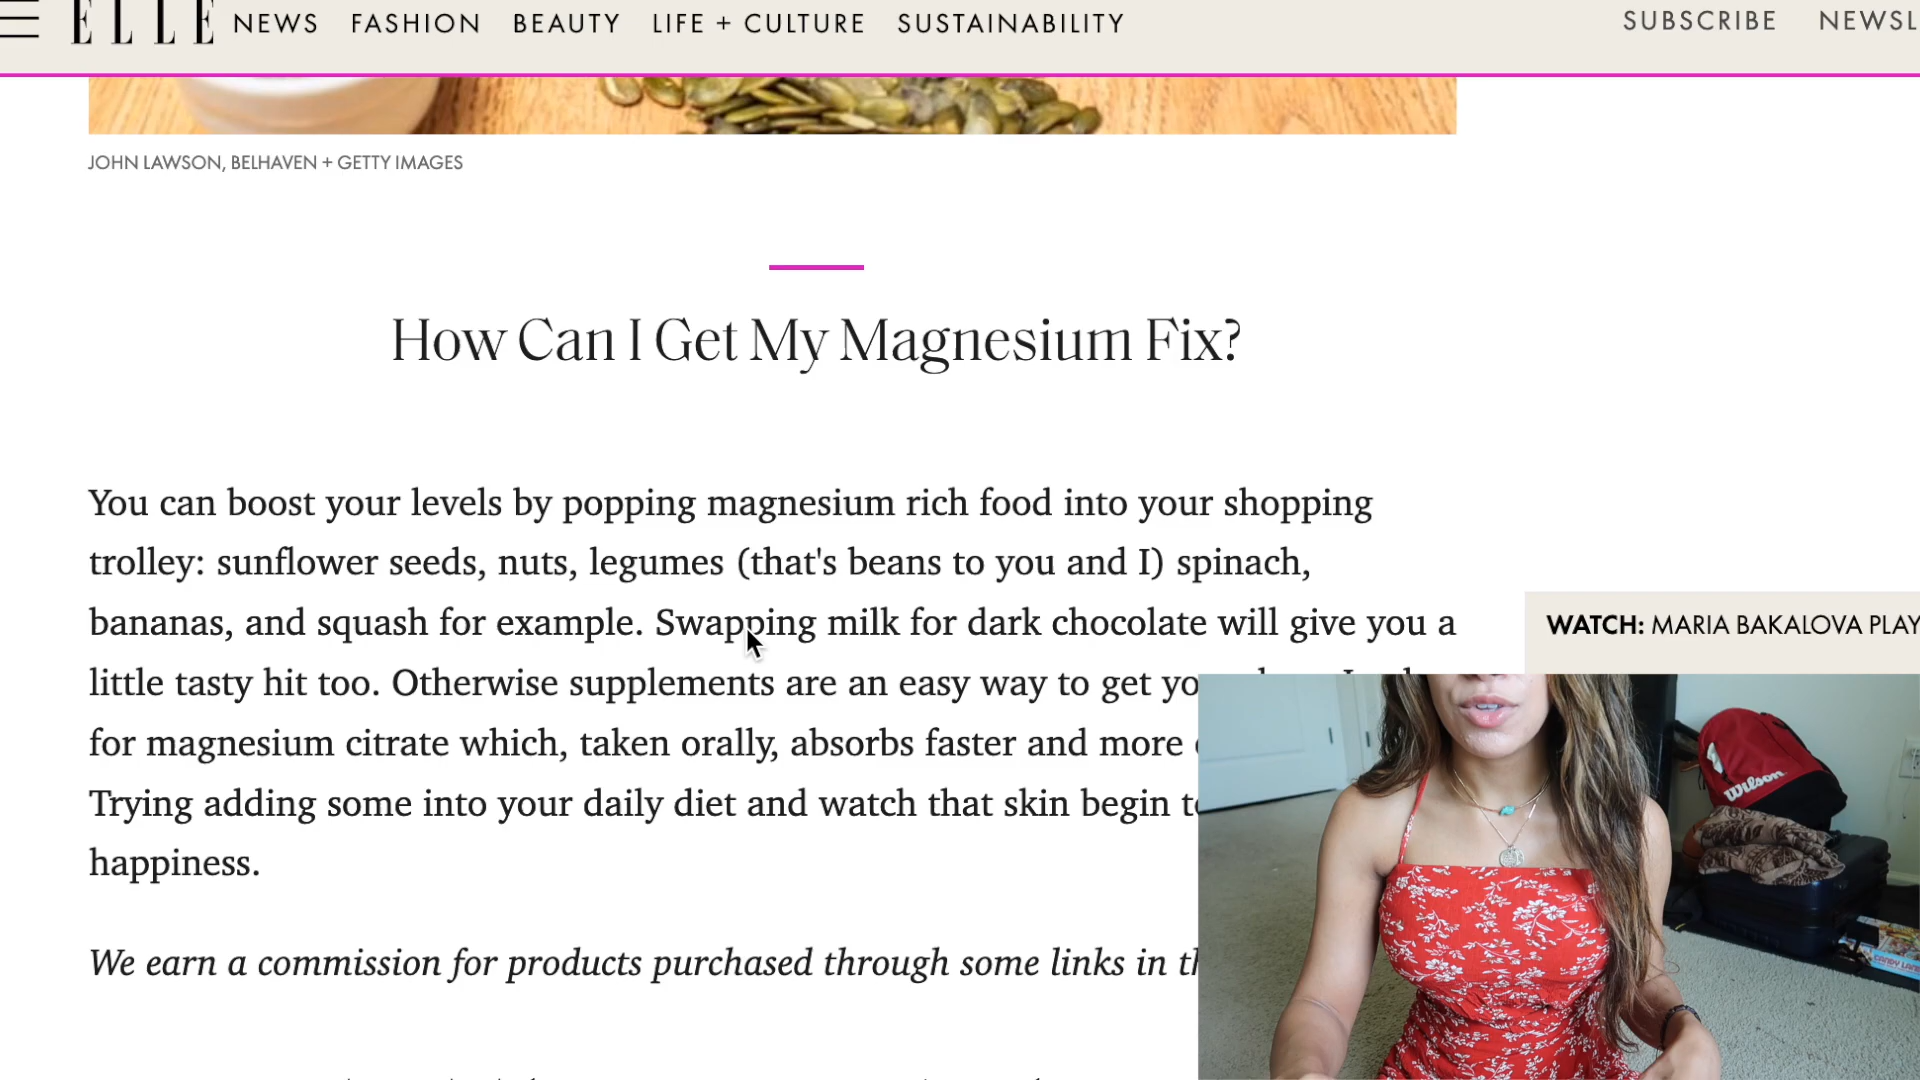 ELLE NEWS FASHION BEAUTY LIFE + CULTURE SUSTAINABILITY SUBSCRIBE
JOHN LAWSON, BELHAVEN + GETTY IMAGES
How Can I Get My Magnesium Fix?
You can boost your levels by popping magnesium rich food into your shopping
trolley: sunflower seeds, nuts, legumes (that's beans to you and I) spinach,
bananas, and squash for example. Swapping milk for dark chocolate will give you a
little tasty hit too. Otherwise supplements are an easy way to get
for magnesium citrate which, taken orally, absorbs faster and more
Trying adding some into your daily diet and watch that skin begin
happiness.
We earn a commission for products purchased through some links in
WATCH: MARIA BAKALOVA PLAY
Wilson
CANDY LAND